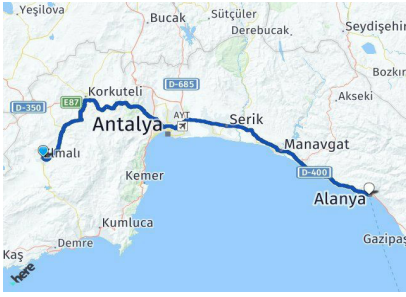 Yeşilova
Bucak
Sütçüler
Derebucak
Seydişehir
Bozkır
D-685
Korkuteli
E87
D-350
Akseki
AYT
Antalya
Serik
Elmalı
Manavgat
Kemer
D-400
Alanya
Kumluca
Demre
Gazipaş
Kaş
here